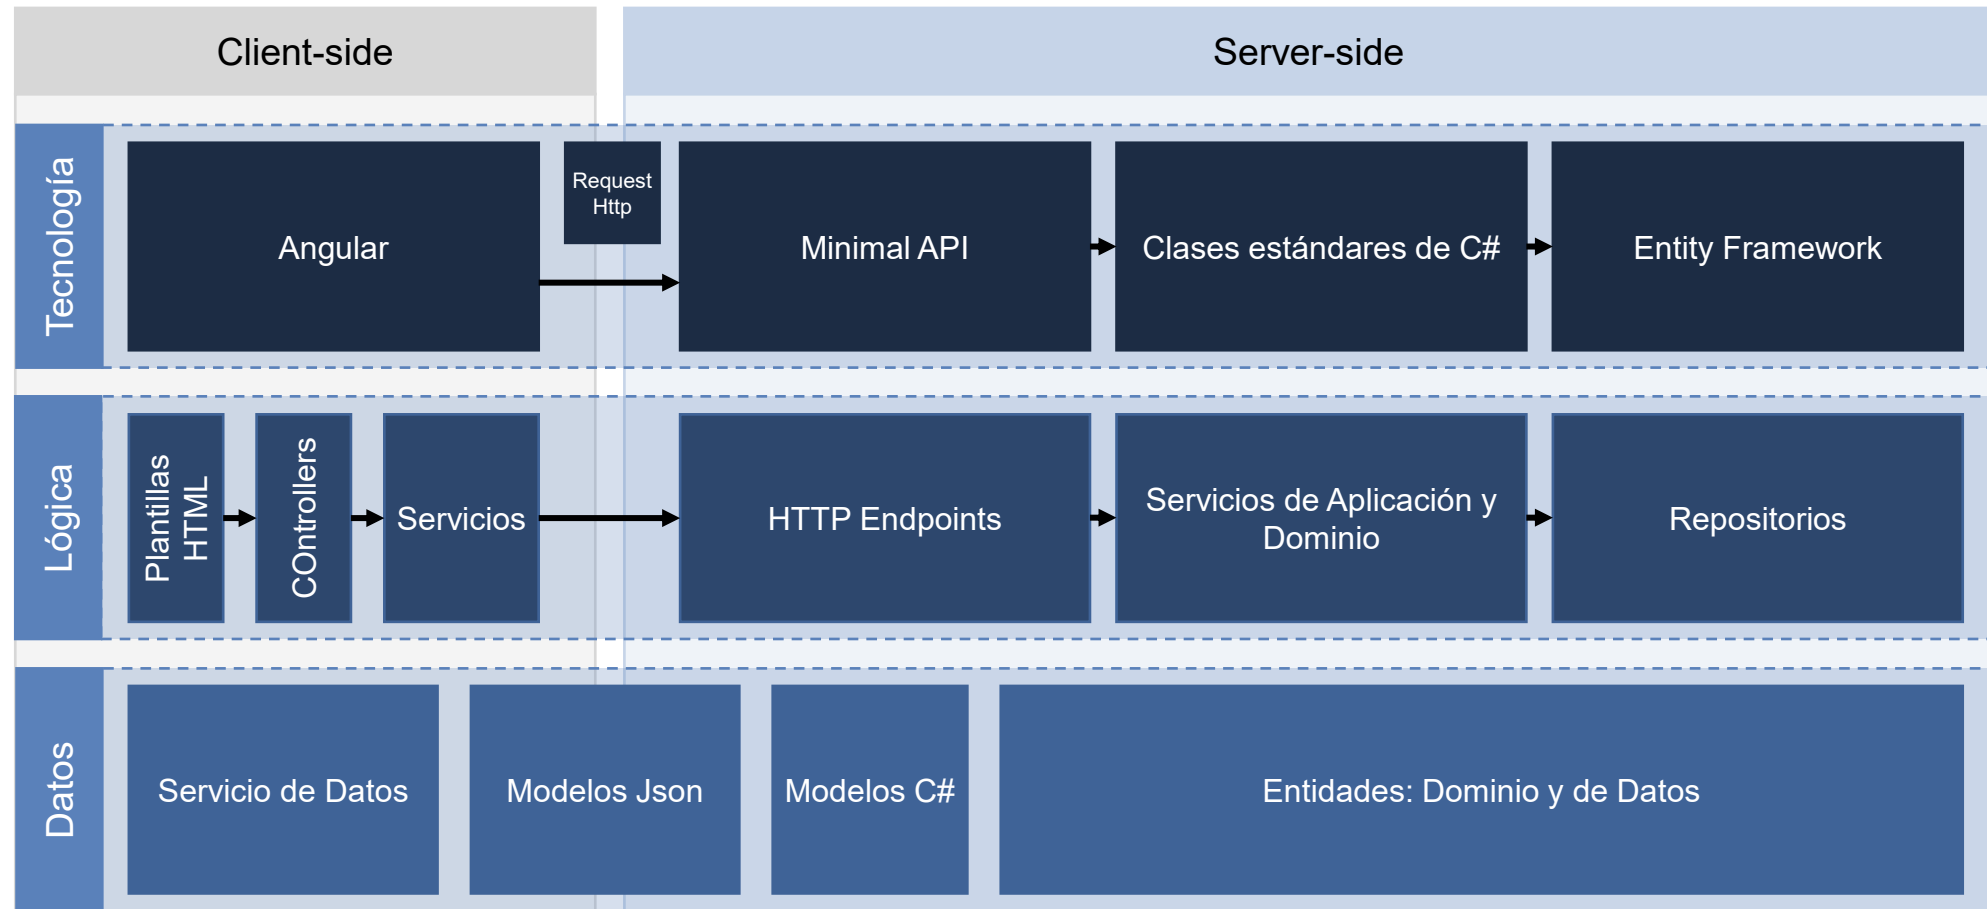 Client-side
Server-side
Tecnología
Angular
Request
Http
Minimal API
Clases estándares de C#
Entity Framework
Lógica
Plantillas
HTML
COntrollers
Servicios
HTTP Endpoints
Servicios de Aplicación y
Dominio
Repositorios
Datos
Servicio de Datos
Modelos Json
Modelos C#
Entidades: Dominio y de Datos